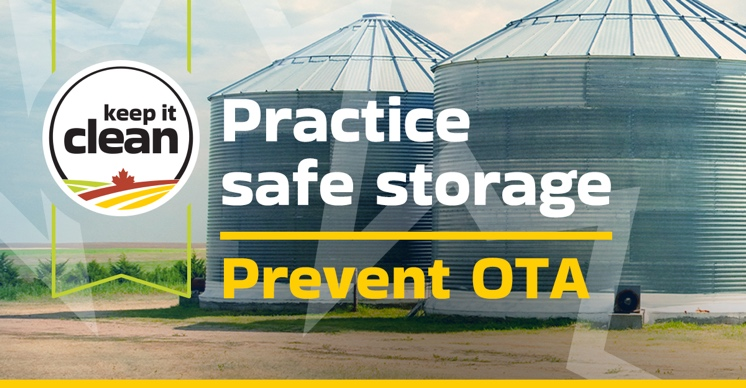 keep it
clean
Practice
safe storage
Prevent OTA